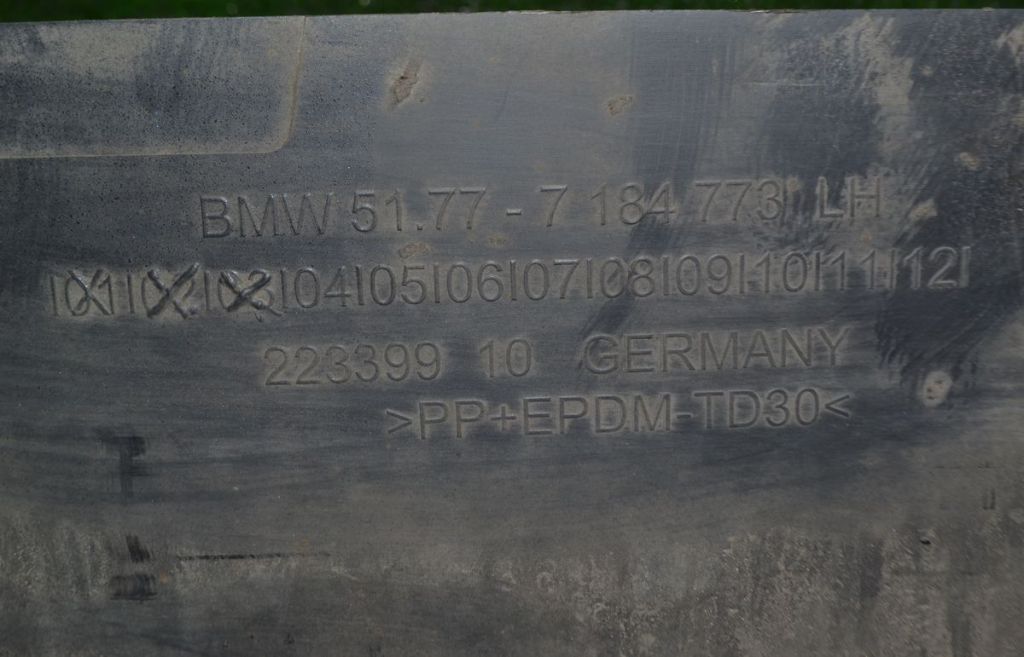 BMW 51.77 - 7 184 773 LH
|01|02|03|04|05|06|07|08|09|10|11|12|
223399 10 GERMANY
>PP+EPDM-TD30<